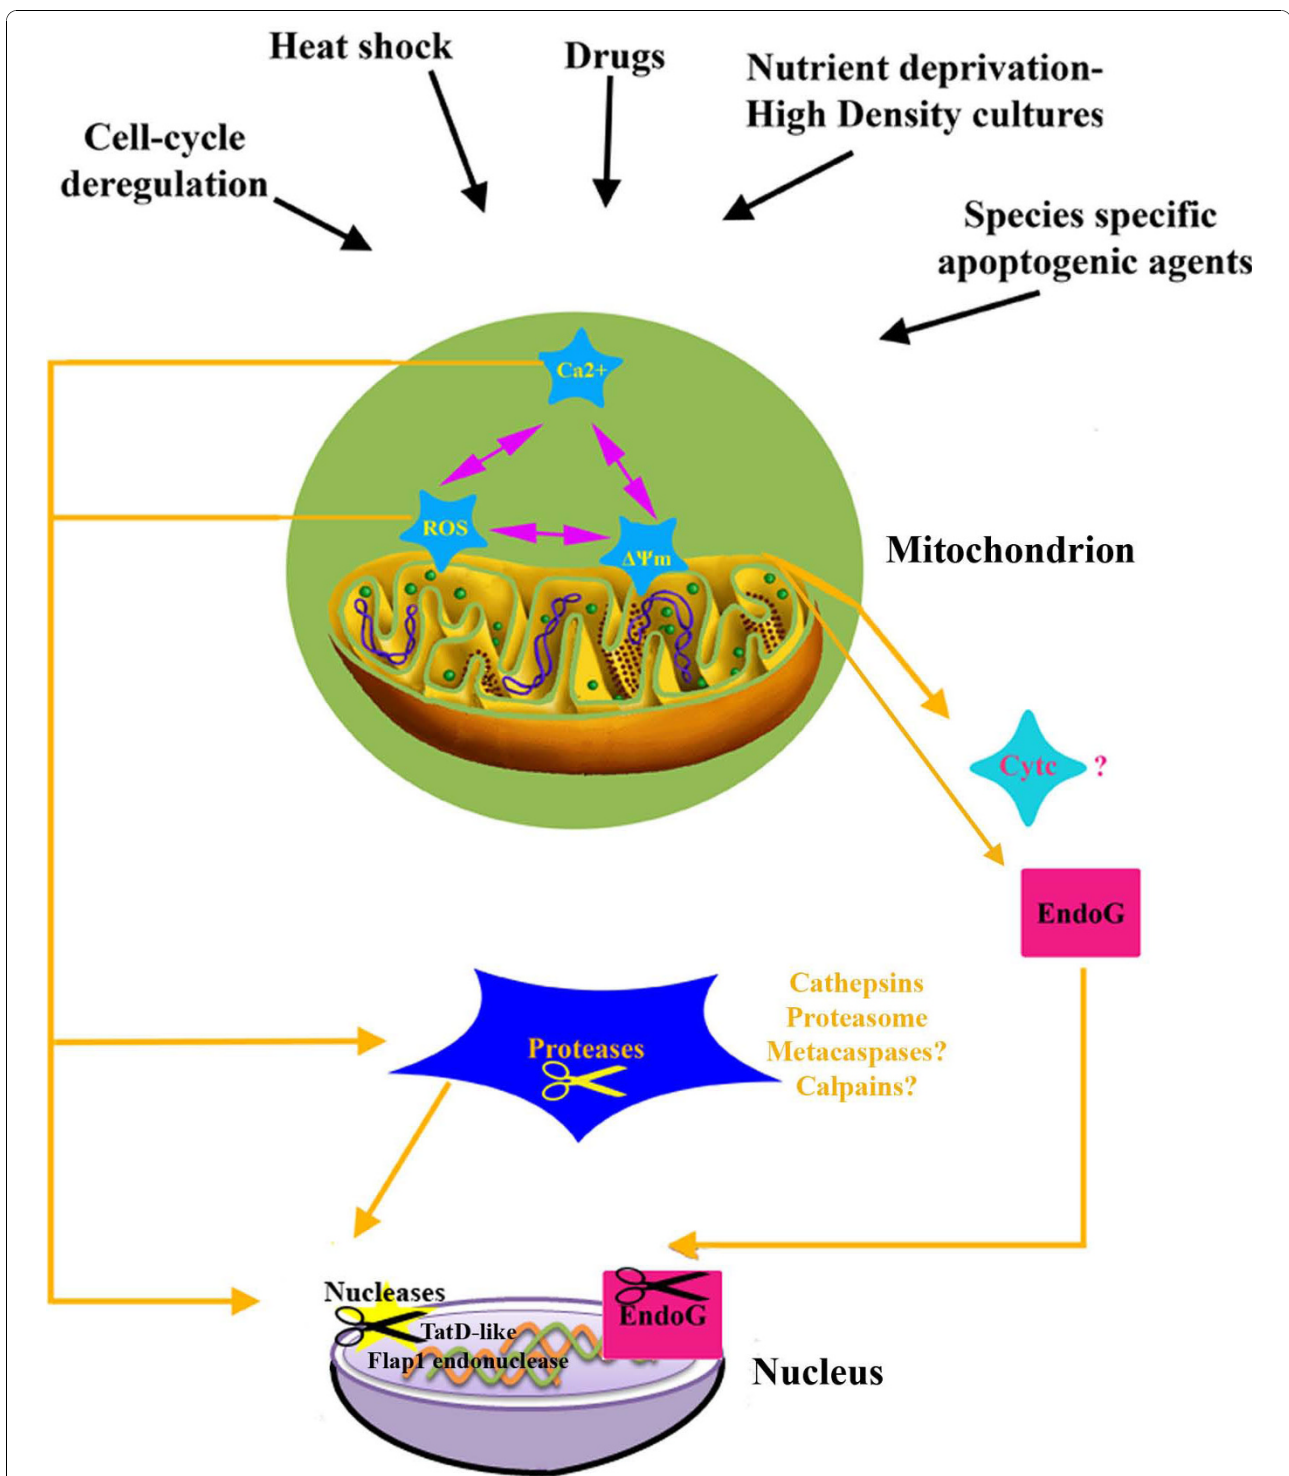 Heat shock
Drugs
Nutrient deprivation-
High Density cultures
Cell-cycle
deregulation
Species specific
apoptogenic agents
Ca2+
ROS
ΔΨm
Mitochondrion
Cytc ?
EndoG
Proteases
Cathepsins
Proteasome
Metacaspases?
Calpains?
Nucleases
TatD-like
Flap1 endonuclease
EndoG
Nucleus